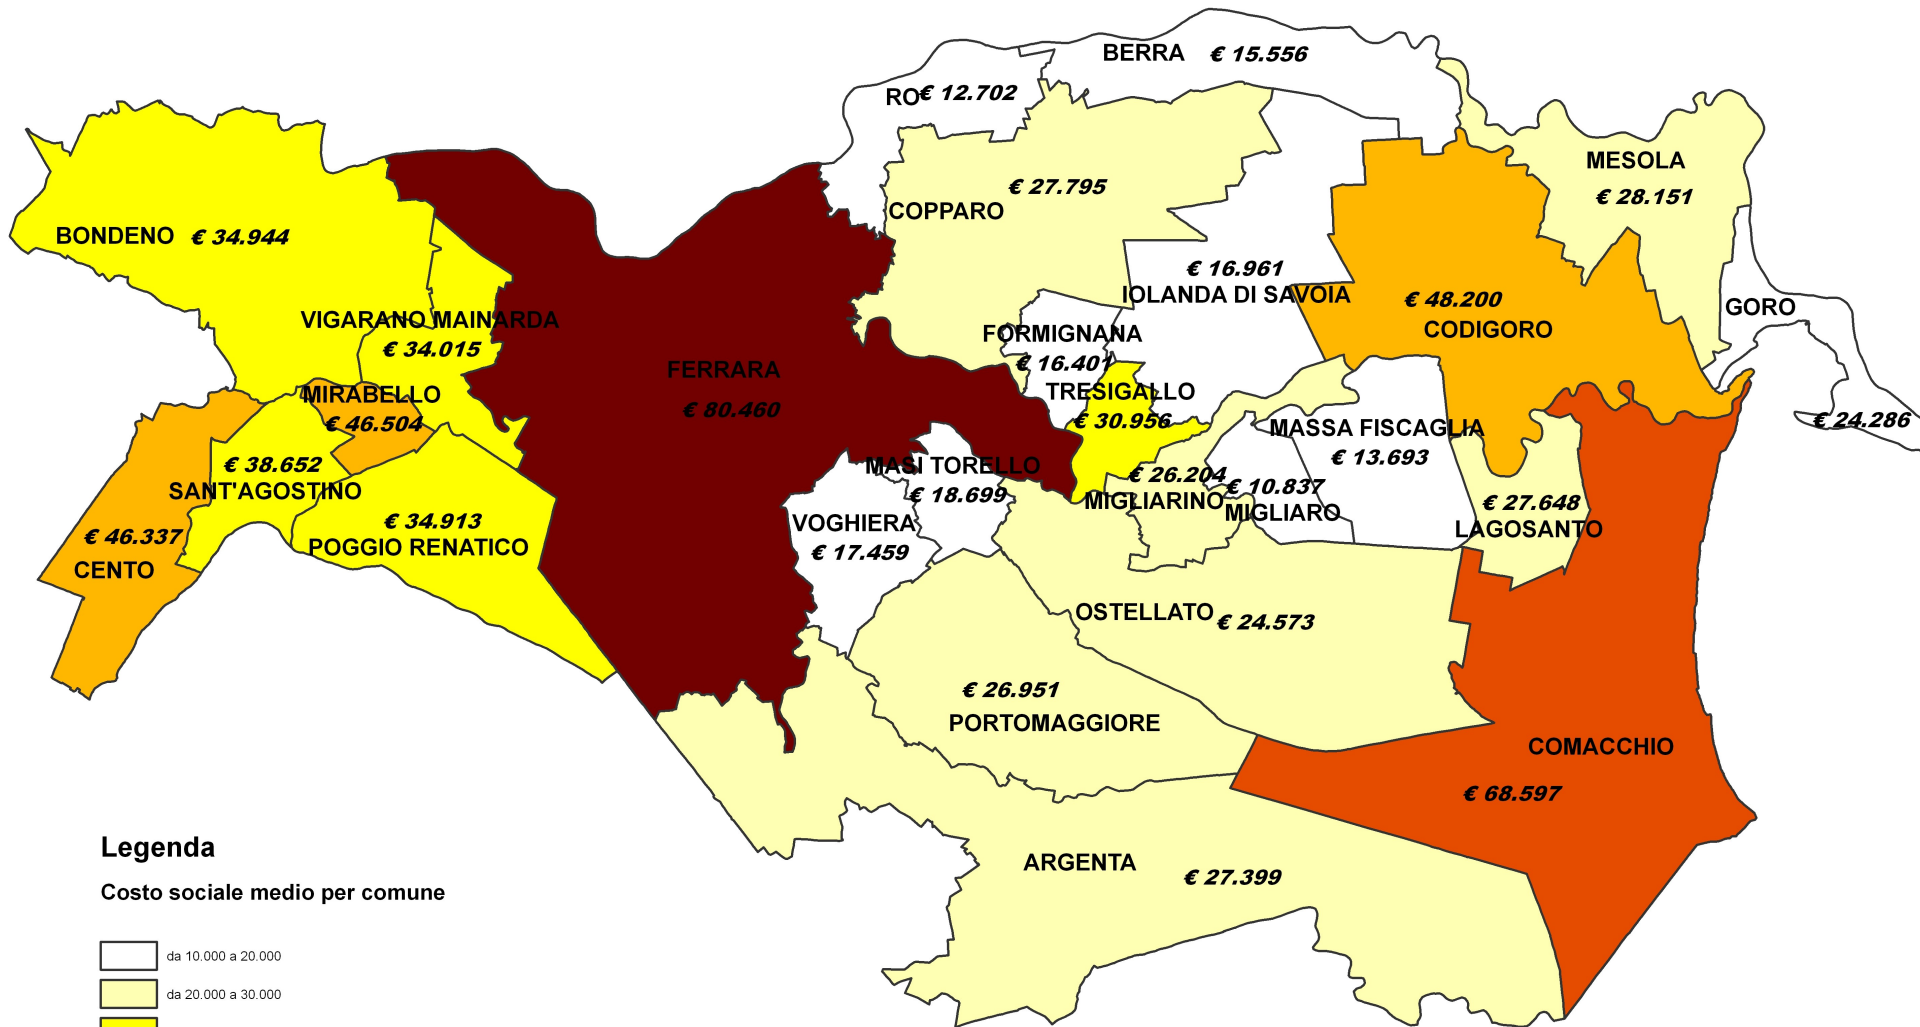 BERRA € 15.556
RO € 12.702
MESOLA
€ 28.151
€ 27.795
COPPARO
BONDENO € 34.944
€ 16.961
IOLANDA DI SAVOIA
€ 48.200
CODIGORO
GORO
€ 24.286
VIGARANO MAINARDA
€ 34.015
FORMIGNANA
€ 16.401
FERRARA
€ 80.460
MIRABELLO
€ 46.504
TRESIGALLO
€ 30.956
MASSA FISCAGLIA
€ 13.693
€ 38.652
SANT'AGOSTINO
MASI TORELLO
€ 18.699
€ 26.204
MIGLIARINO
€ 10.837
MIGLIARO
€ 27.648
LAGOSANTO
€ 46.337
CENTO
€ 34.913
POGGIO RENATICO
VOGHIERA
€ 17.459
OSTELLATO € 24.573
€ 26.951
PORTOMAGGIORE
COMACCHIO
€ 68.597
ARGENTA
€ 27.399
Legenda
Costo sociale medio per comune
da 10.000 a 20.000
da 20.000 a 30.000